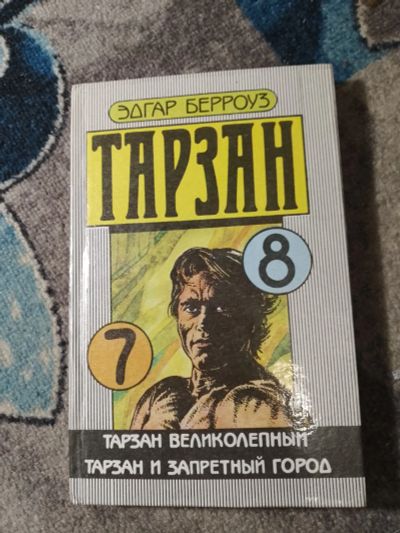 ЭДГАР БЕРРОУЗ
ТАРЗАН
8
7
ТАРЗАН ВЕЛИКОЛЕПНЫЙ
ТАРЗАН И ЗАПРЕТНЫЙ ГОРОД